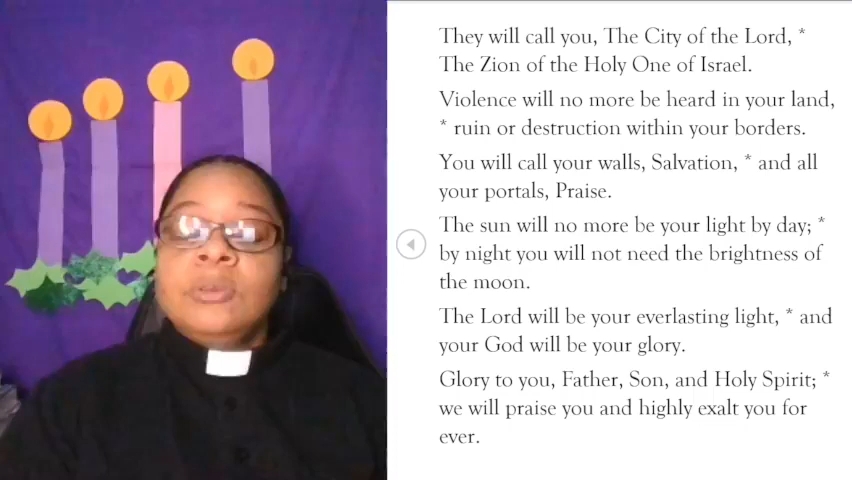 They will call you, The City of the Lord, *
The Zion of the Holy One of Israel.
Violence will no more be heard in your land,
* ruin or destruction within your borders.
You will call your walls, Salvation, * and all
your portals, Praise.
The sun will no more be your light by day; *
by night you will not need the brightness of
the moon.
The Lord will be your everlasting light, * and
your God will be your glory.
Glory to you, Father, Son, and Holy Spirit; *
we will praise you and highly exalt you for
ever.